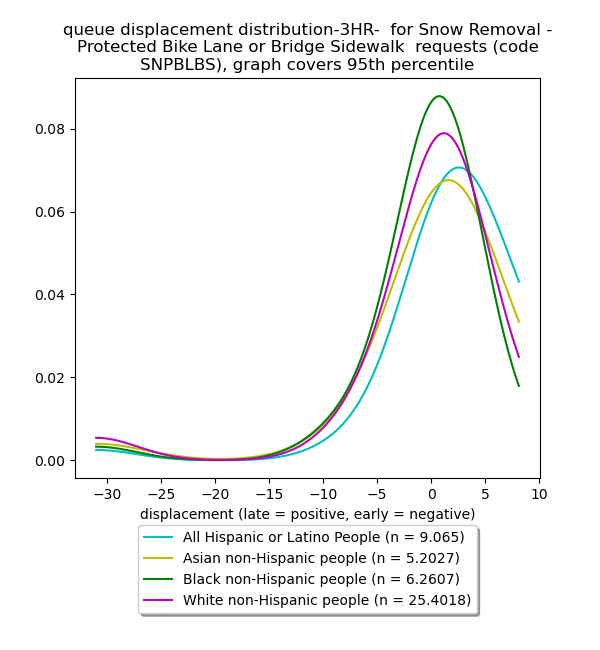 queue displacement distribution-3HR-  for Snow Removal -
Protected Bike Lane or Bridge Sidewalk  requests (code
SNPBLBS), graph covers 95th percentile
0.08
0.06
0.04
0.02
0.00
−30 −25 −20 −15 −10 −5 0 5 10
displacement (late = positive, early = negative)
All Hispanic or Latino People (n = 9.065)
Asian non-Hispanic people (n = 5.2027)
Black non-Hispanic people (n = 6.2607)
White non-Hispanic people (n = 25.4018)